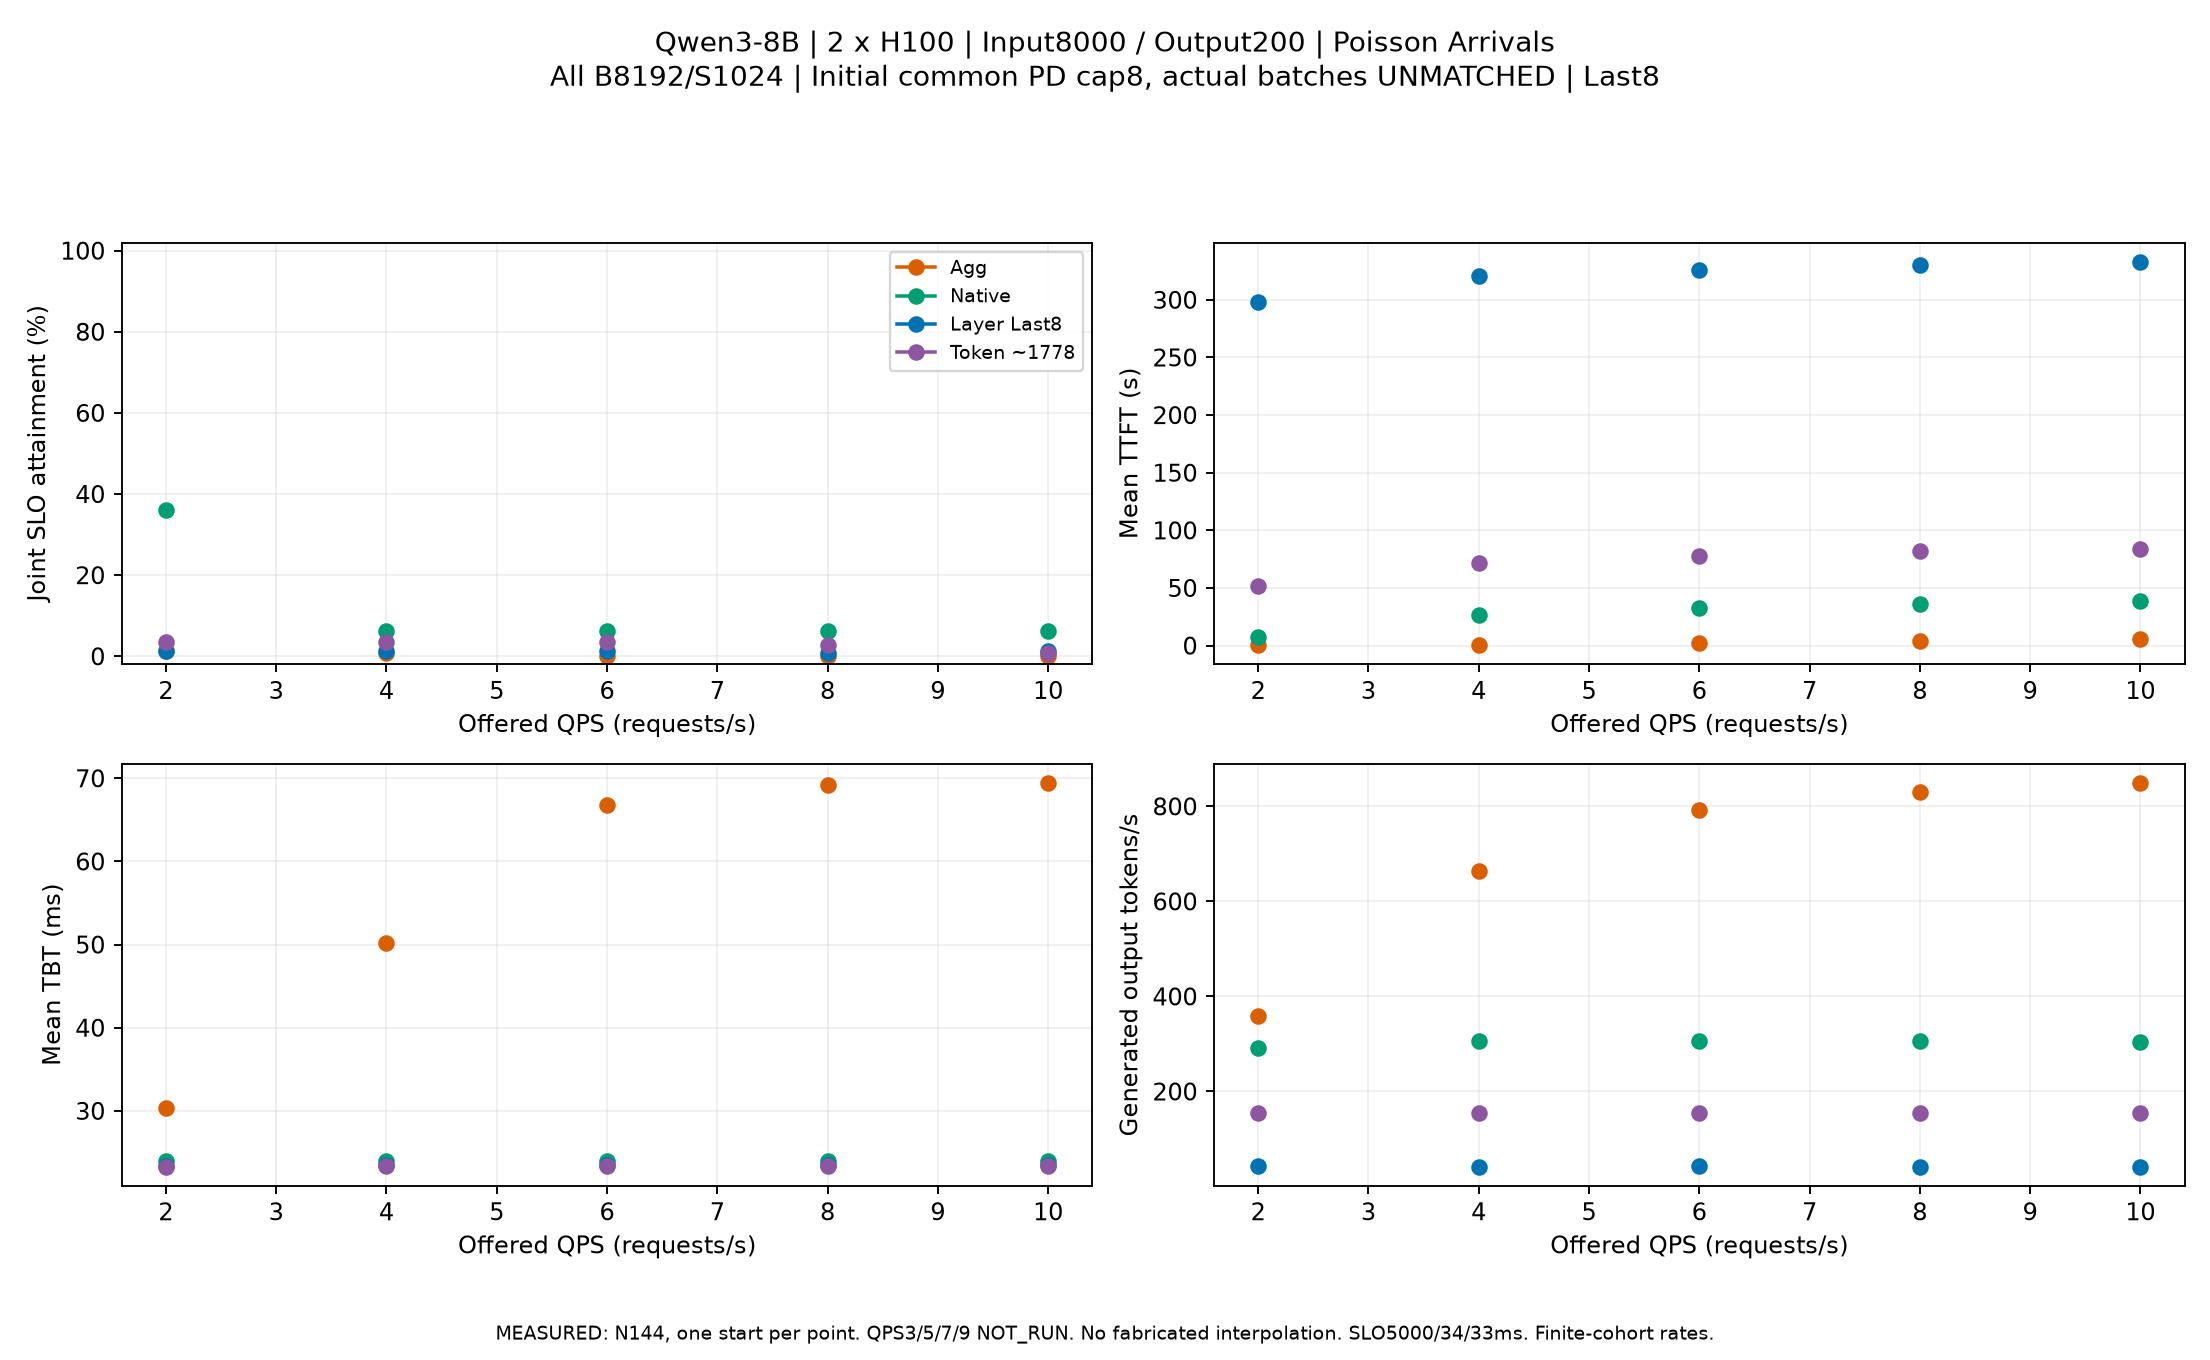 Qwen3-8B | 2 x H100 | Input8000 / Output200 | Poisson Arrivals
All B8192/S1024 | Initial common PD cap8, actual batches UNMATCHED | Last8
Joint SLO attainment (%)
100
80
60
40
20
0
Agg
Native
Layer Last8
Token ~1778
2 3 4 5 6 7 8 9 10
Offered QPS (requests/s)
Mean TTFT (s)
300
250
200
150
100
50
0
2 3 4 5 6 7 8 9 10
Offered QPS (requests/s)
Mean TBT (ms)
70
60
50
40
30
2 3 4 5 6 7 8 9 10
Offered QPS (requests/s)
Generated output tokens/s
800
600
400
200
2 3 4 5 6 7 8 9 10
Offered QPS (requests/s)
MEASURED: N144, one start per point. QPS3/5/7/9 NOT_RUN. No fabricated interpolation. SLO5000/34/33ms. Finite-cohort rates.